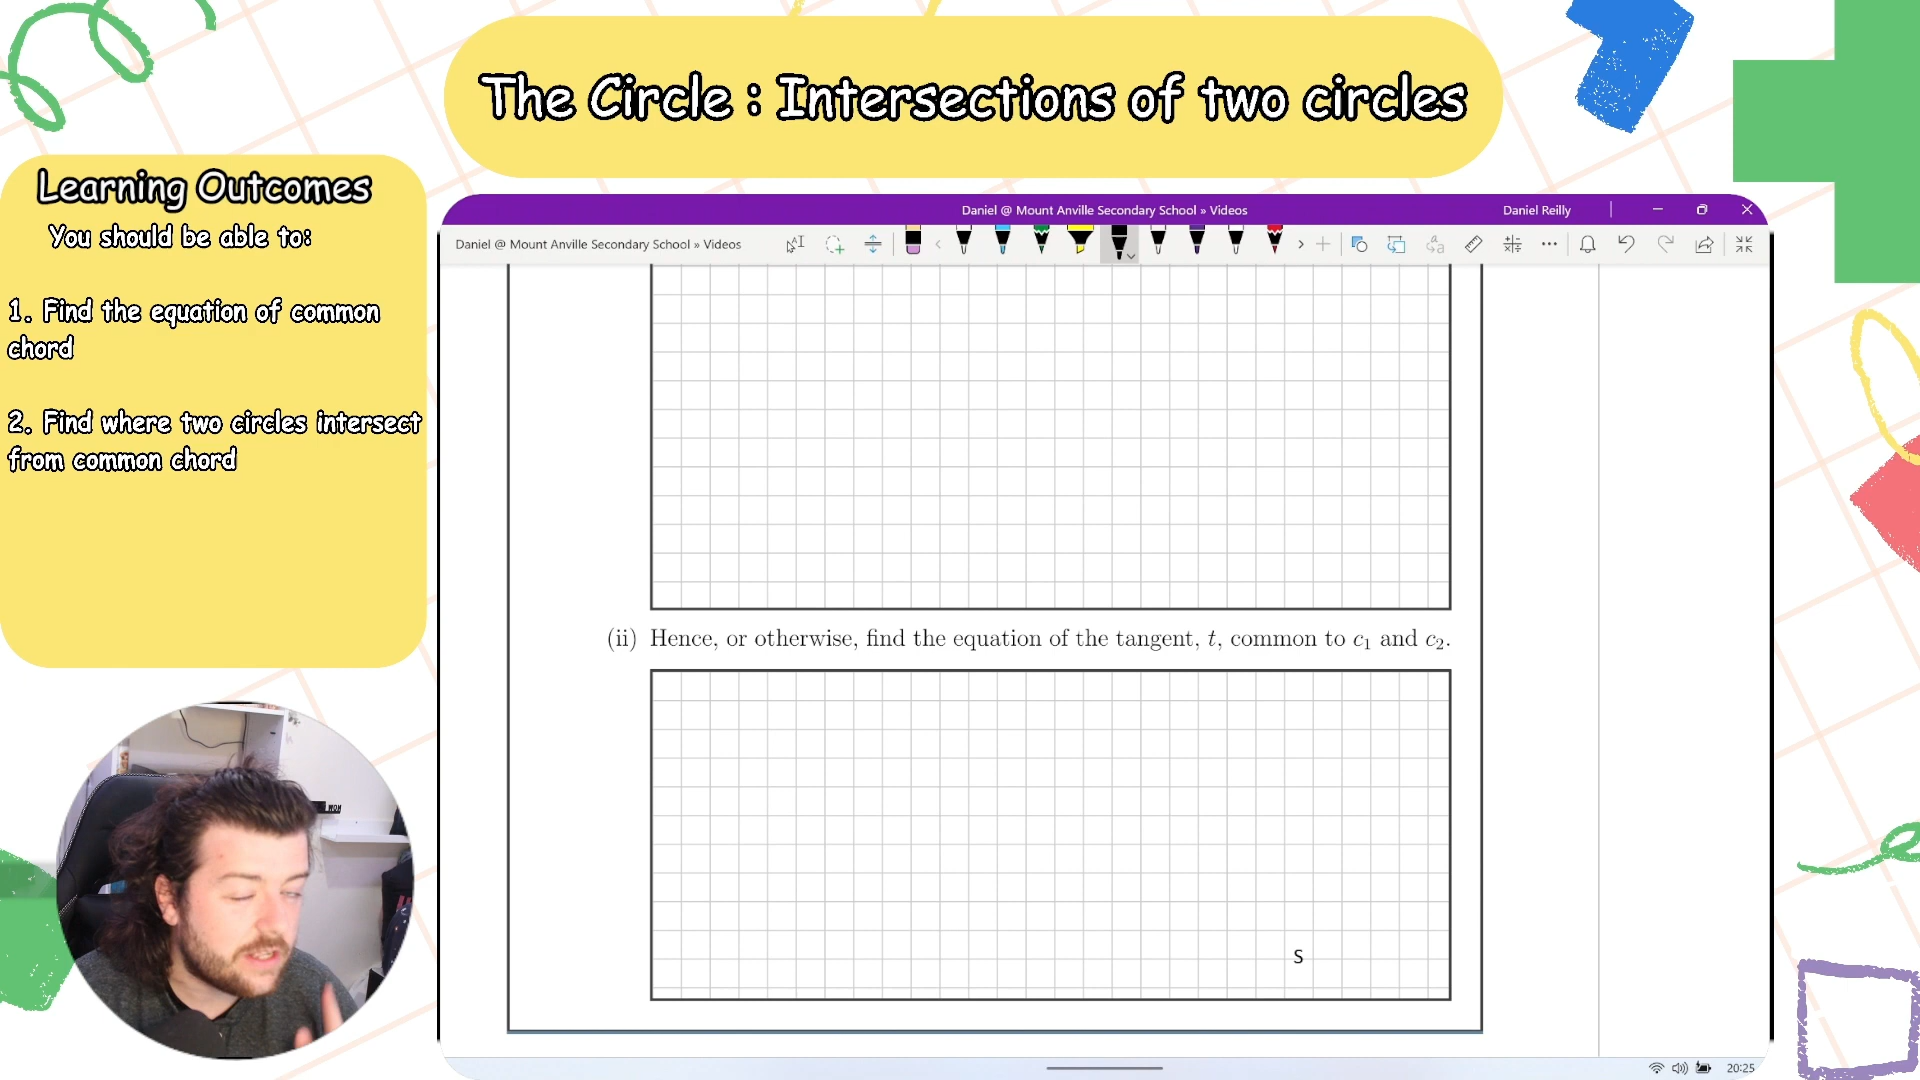 The Circle : Intersections of two circles
Learning Outcomes
You should be able to:
1. Find the equation of common
chord
2. Find where two circles intersect
from common chord
Daniel @ Mount Anville Secondary School » Videos
Daniel Reilly
Daniel @ Mount Anville Secondary School » Videos
(ii) Hence, or otherwise, find the equation of the tangent, t, common to c₁ and c₂.
S
20:25